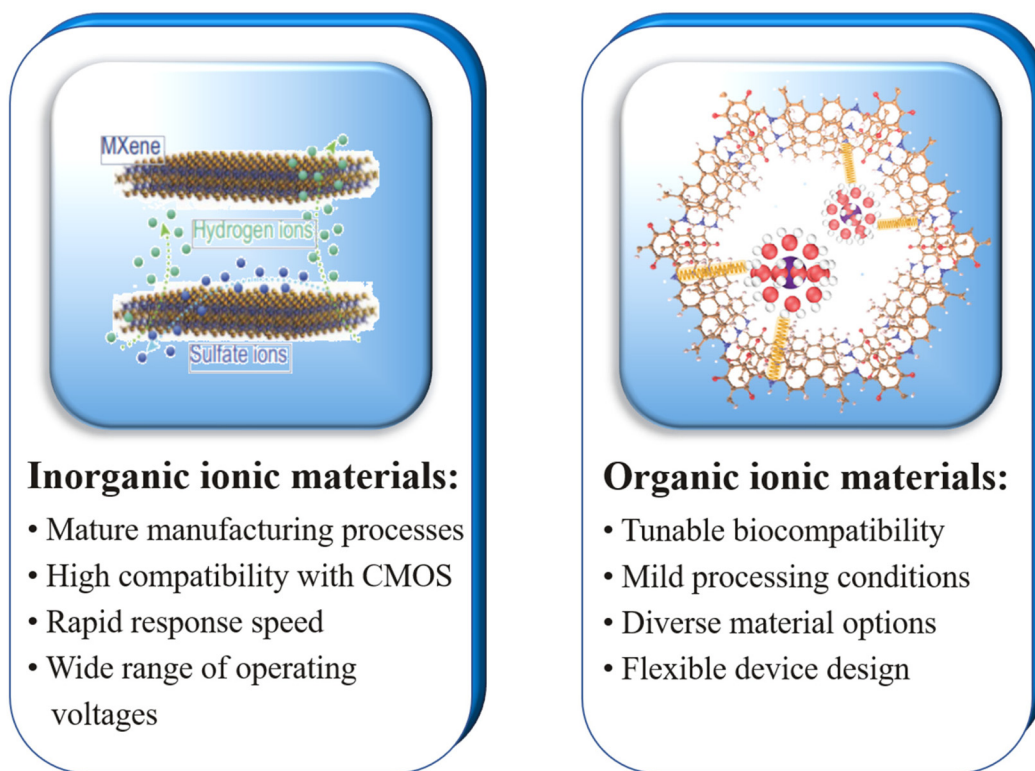 MXene
Hydrogen ions
Sulfate ions
Inorganic ionic materials:
• Mature manufacturing processes
• High compatibility with CMOS
• Rapid response speed
• Wide range of operating
voltages
Organic ionic materials:
• Tunable biocompatibility
• Mild processing conditions
• Diverse material options
• Flexible device design